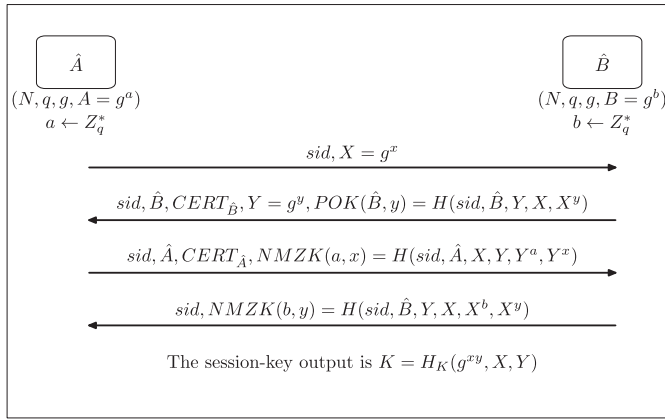 Â
B̂
(N, q, g, A = g^a)
(N, q, g, B = g^b)
a ← Z_q^*
b ← Z_q^*
sid, X = g^x
sid, B̂, CERT_B̂, Y = g^y, POK(B̂, y) = H(sid, B̂, Y, X, X^y)
sid, Â, CERT_Â, NMZK(a, x) = H(sid, Â, X, Y, Y^a, Y^x)
sid, NMZK(b, y) = H(sid, B̂, Y, X, X^b, X^y)
The session-key output is K = H_K(g^{xy}, X, Y)